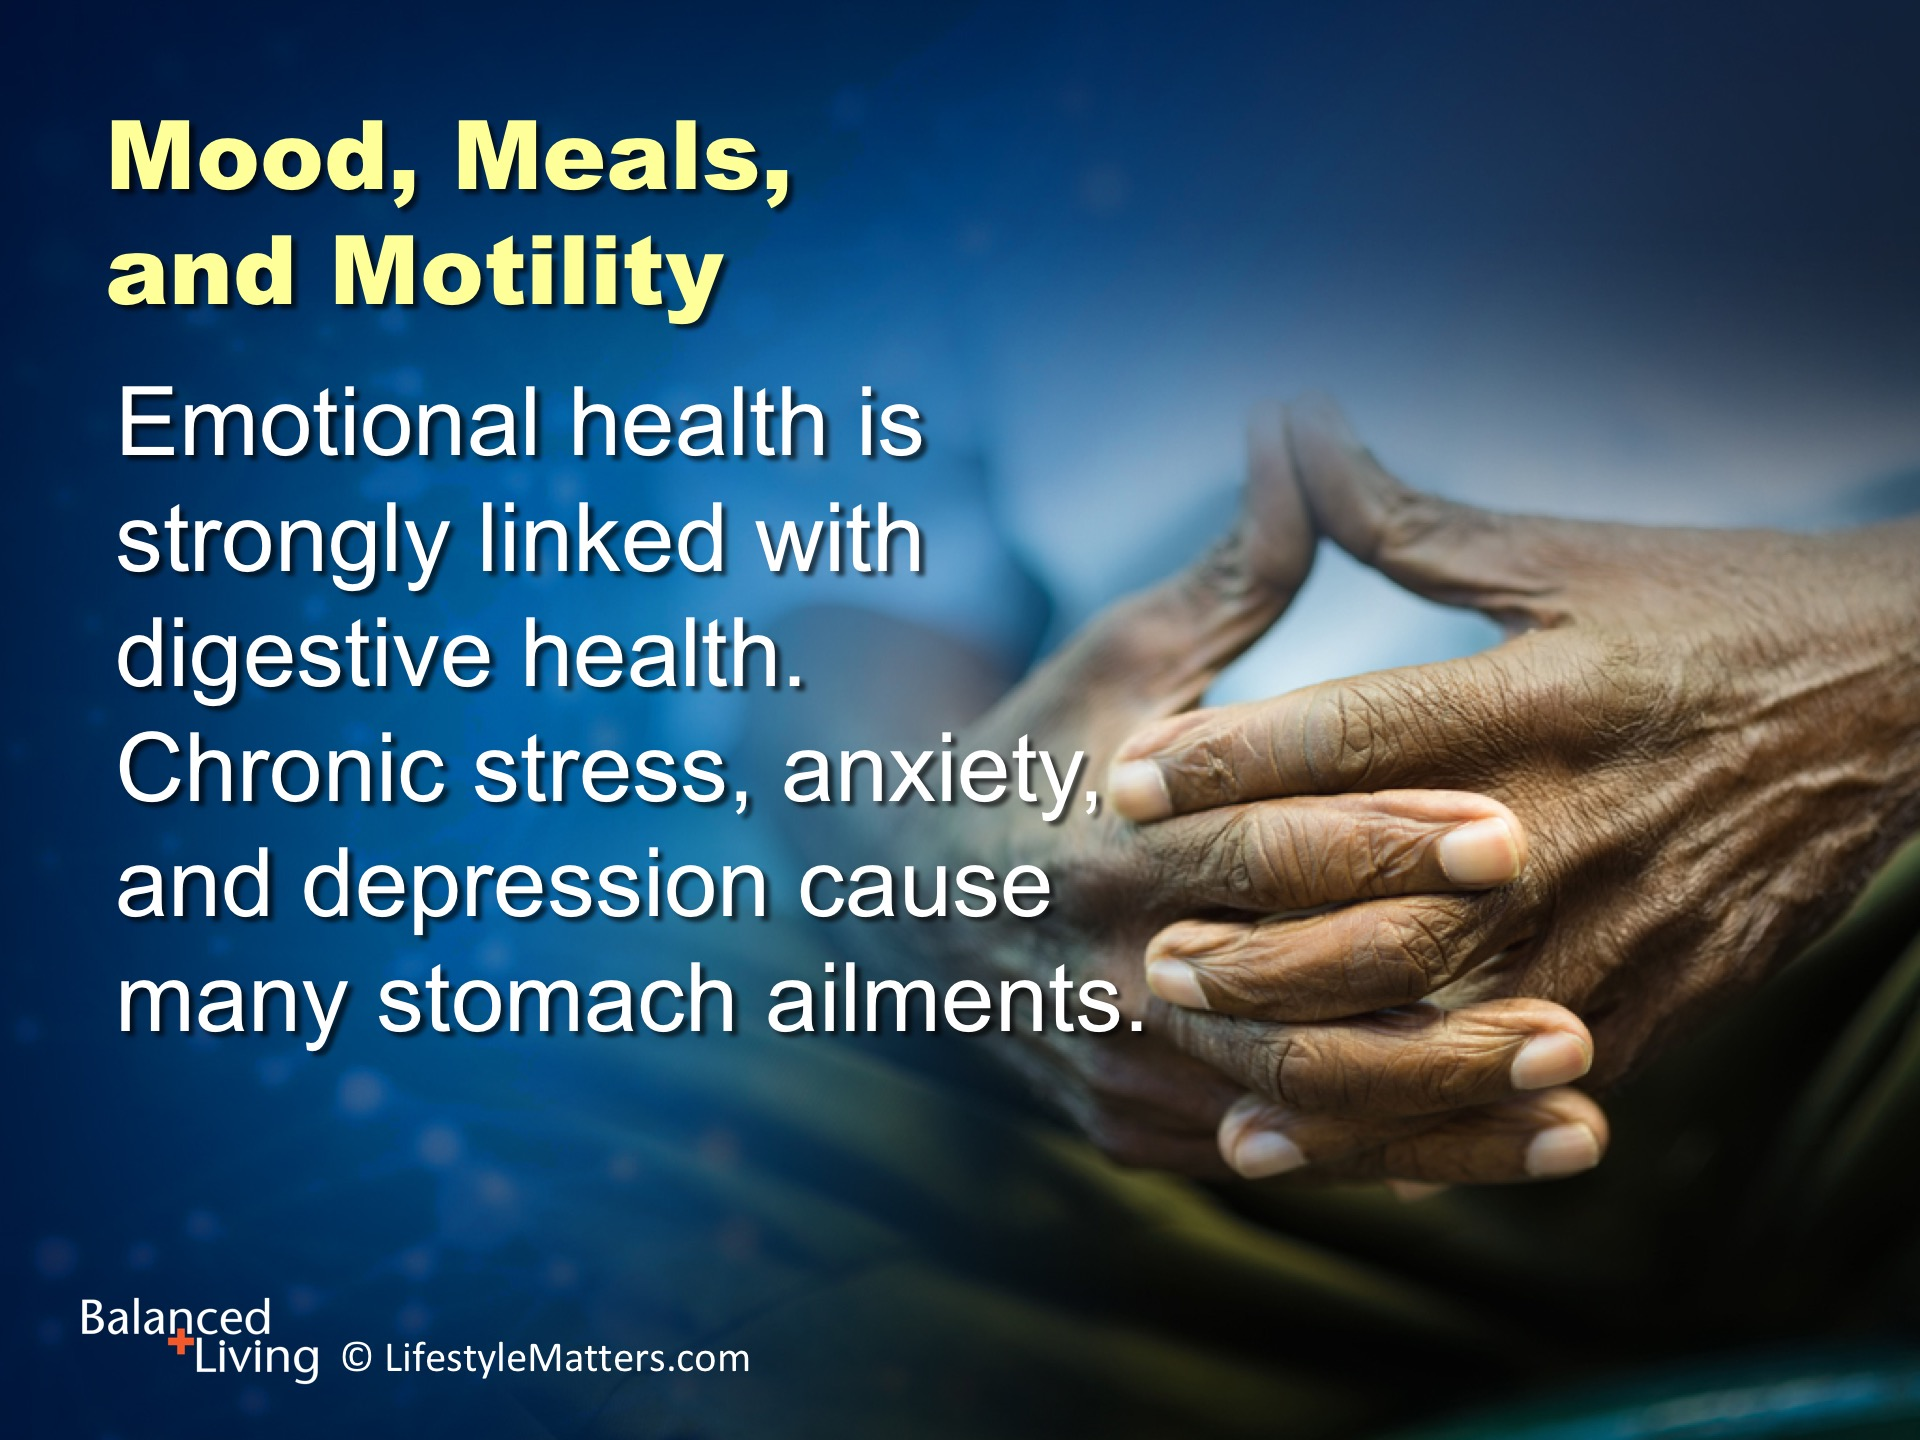 Mood, Meals,
and Motility
Emotional health is
strongly linked with
digestive health.
Chronic stress, anxiety,
and depression cause
many stomach ailments.
Balanced
Living © LifestyleMatters.com